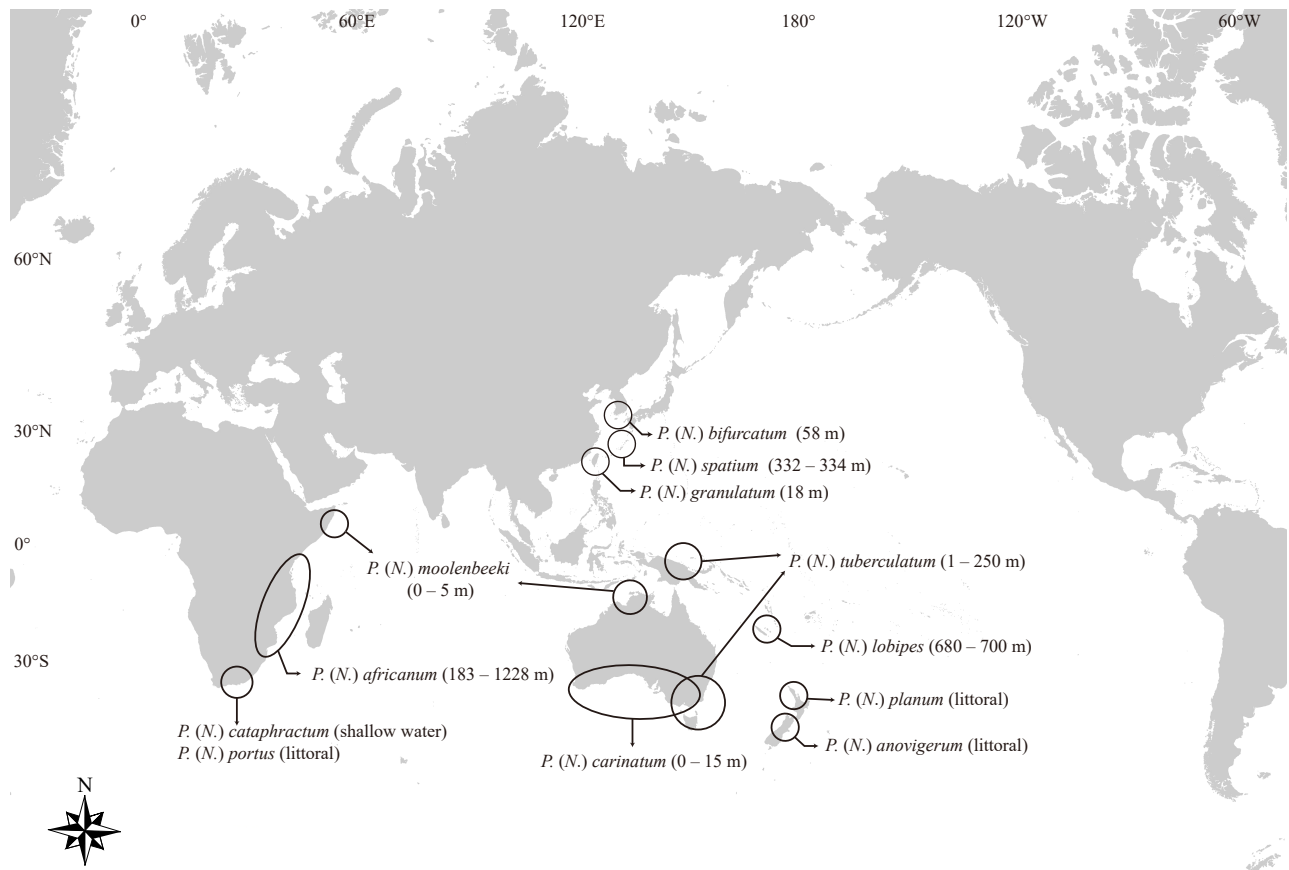 0° 60°E 120°E 180° 120°W 60°W
60°N
30°N
P. (N.) bifurcatum (58 m)
P. (N.) spatium (332 – 334 m)
P. (N.) granulatum (18 m)
0°
P. (N.) tuberculatum (1 – 250 m)
P. (N.) moolenbeeki
(0 – 5 m)
P. (N.) lobipes (680 – 700 m)
30°S
P. (N.) africanum (183 – 1228 m)
P. (N.) planum (littoral)
P. (N.) cataphractum (shallow water)
P. (N.) portus (littoral)
P. (N.) anovigerum (littoral)
P. (N.) carinatum (0 – 15 m)
N